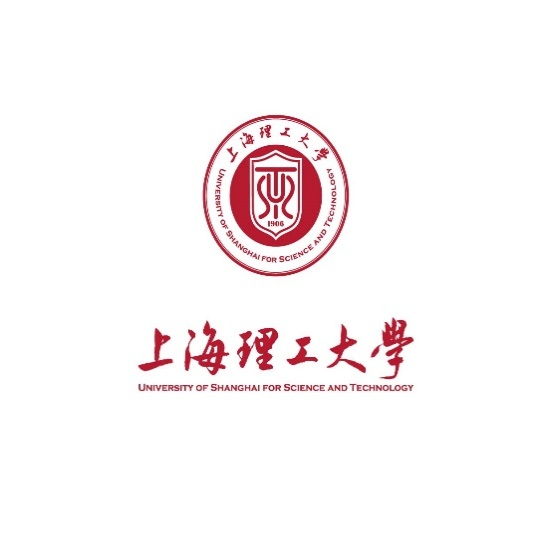 上海理工大學
UNIVERSITY OF SHANGHAI FOR SCIENCE AND TECHNOLOGY
1906
上海理工大學
UNIVERSITY OF SHANGHAI FOR SCIENCE AND TECHNOLOGY